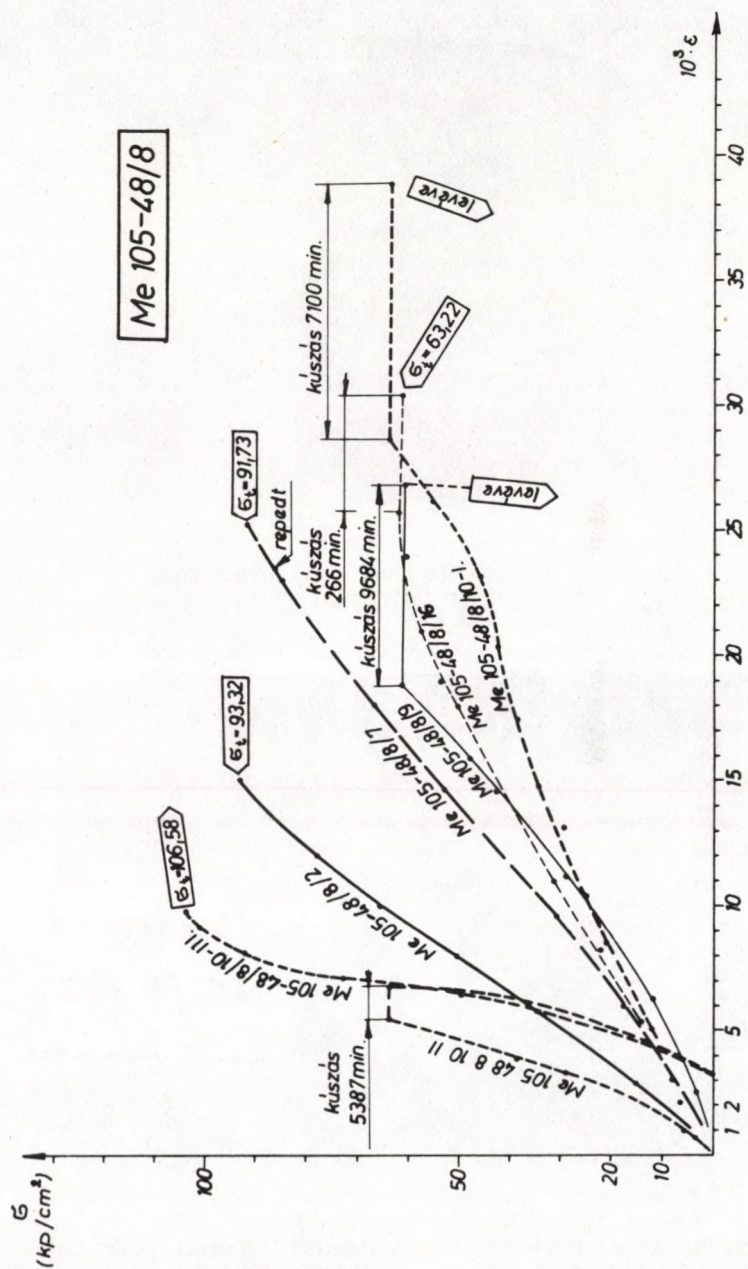 Me 105-48/8
σ
(kp/cm²)
100
50
20
10
2
5
10
15
20
25
30
40
10³·ε
σt=106,58
σt=93,32
σt=91,73
repedt
σt=63,22
kúszás 7100 min.
kúszás
266 min.
kúszás 9684 min.
kúszás
5387 min.
levéve
levéve
Me 105-48/8/10-III.
Me 105-48/8/2
Me 105 48/8/1
Me 105-48/8/9
Me 105-48/8/16
Me 105-48/8/10 I.
Me 105 48 8 10 II